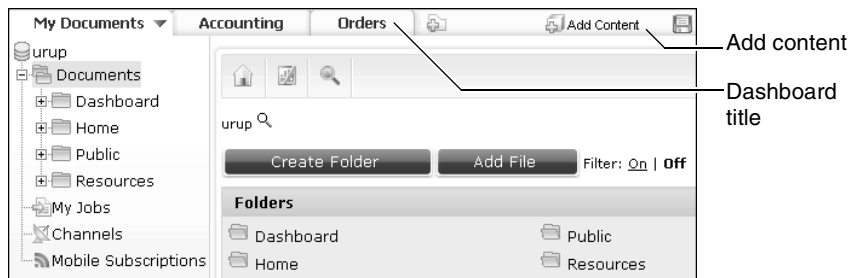 My Documents Accounting Orders Add Content
urup
Documents
Dashboard
Home
Public
Resources
My Jobs
Channels
Mobile Subscriptions
urup
Create Folder Add File Filter: On | Off
Folders
Dashboard Public
Home Resources
Add content
Dashboard
title